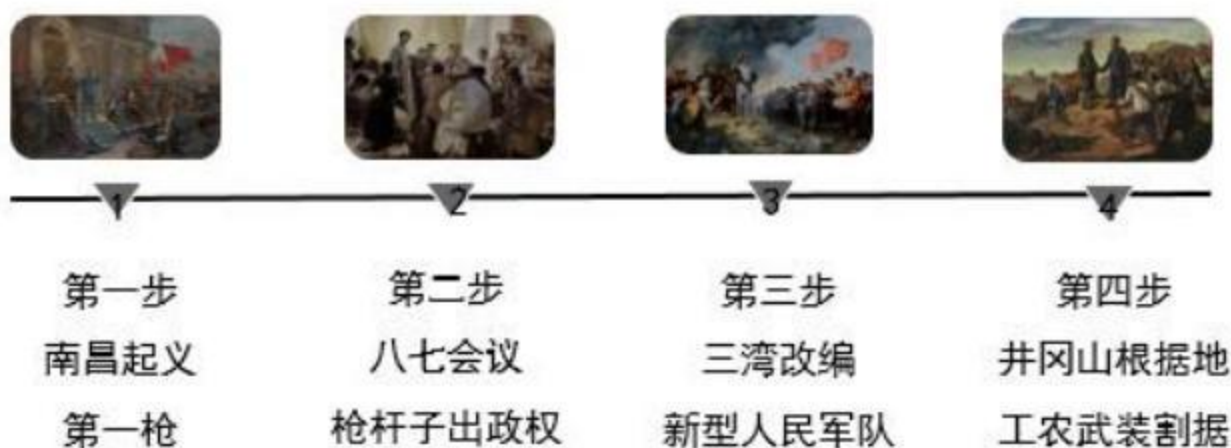 1 2 3 4
第一步 第二步 第三步 第四步
南昌起义 八七会议 三湾改编 井冈山根据地
第一枪 枪杆子出政权 新型人民军队 工农武装割据